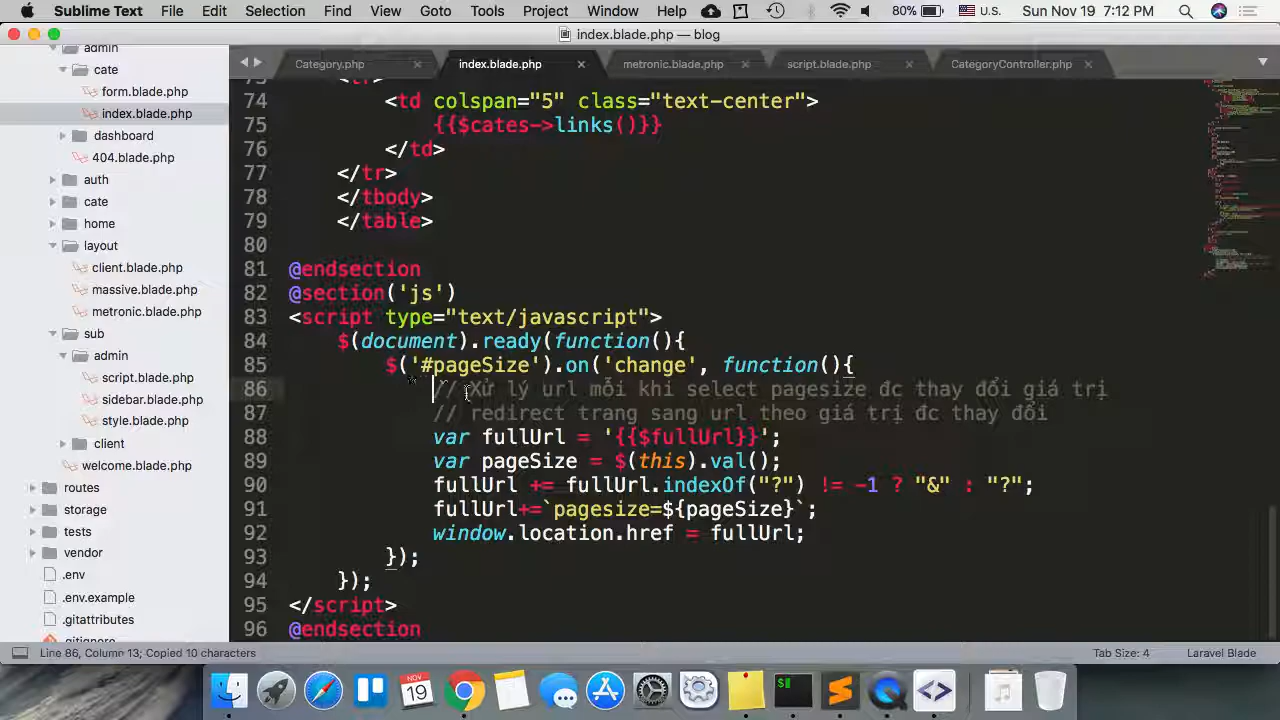 Sublime Text File Edit Selection Find View Goto Tools Project Window Help 80% U.S. Sun Nov 19 7:12 PM
index.blade.php — blog
admin
cate
form.blade.php
index.blade.php
dashboard
404.blade.php
auth
cate
home
layout
client.blade.php
massive.blade.php
metronic.blade.php
sub
admin
script.blade.php
sidebar.blade.php
style.blade.php
client
welcome.blade.php
routes
storage
tests
vendor
.env
.env.example
.gitattributes
.gitignore
Category.php index.blade.php metronic.blade.php script.blade.php CategoryController.php
73 <tr>
74 <td colspan="5" class="text-center">
75 {{$cates->links()}}
76 </td>
77 </tr>
78 </tbody>
79 </table>
80
81 @endsection
82 @section('js')
83 <script type="text/javascript">
84 $(document).ready(function(){
85 $('#pageSize').on('change', function(){
86 // Xử lý url mỗi khi select pagesize đc thay đổi giá trị
87 // redirect trang sang url theo giá trị đc thay đổi
88 var fullUrl = '{{$fullUrl}}';
89 var pageSize = $(this).val();
90 fullUrl += fullUrl.indexOf("?") != -1 ? "&" : "?";
91 fullUrl+=`pagesize=${pageSize}`;
92 window.location.href = fullUrl;
93 });
94 });
95 </script>
96 @endsection
Line 86, Column 13; Copied 10 characters Tab Size: 4 Laravel Blade
NOV
19